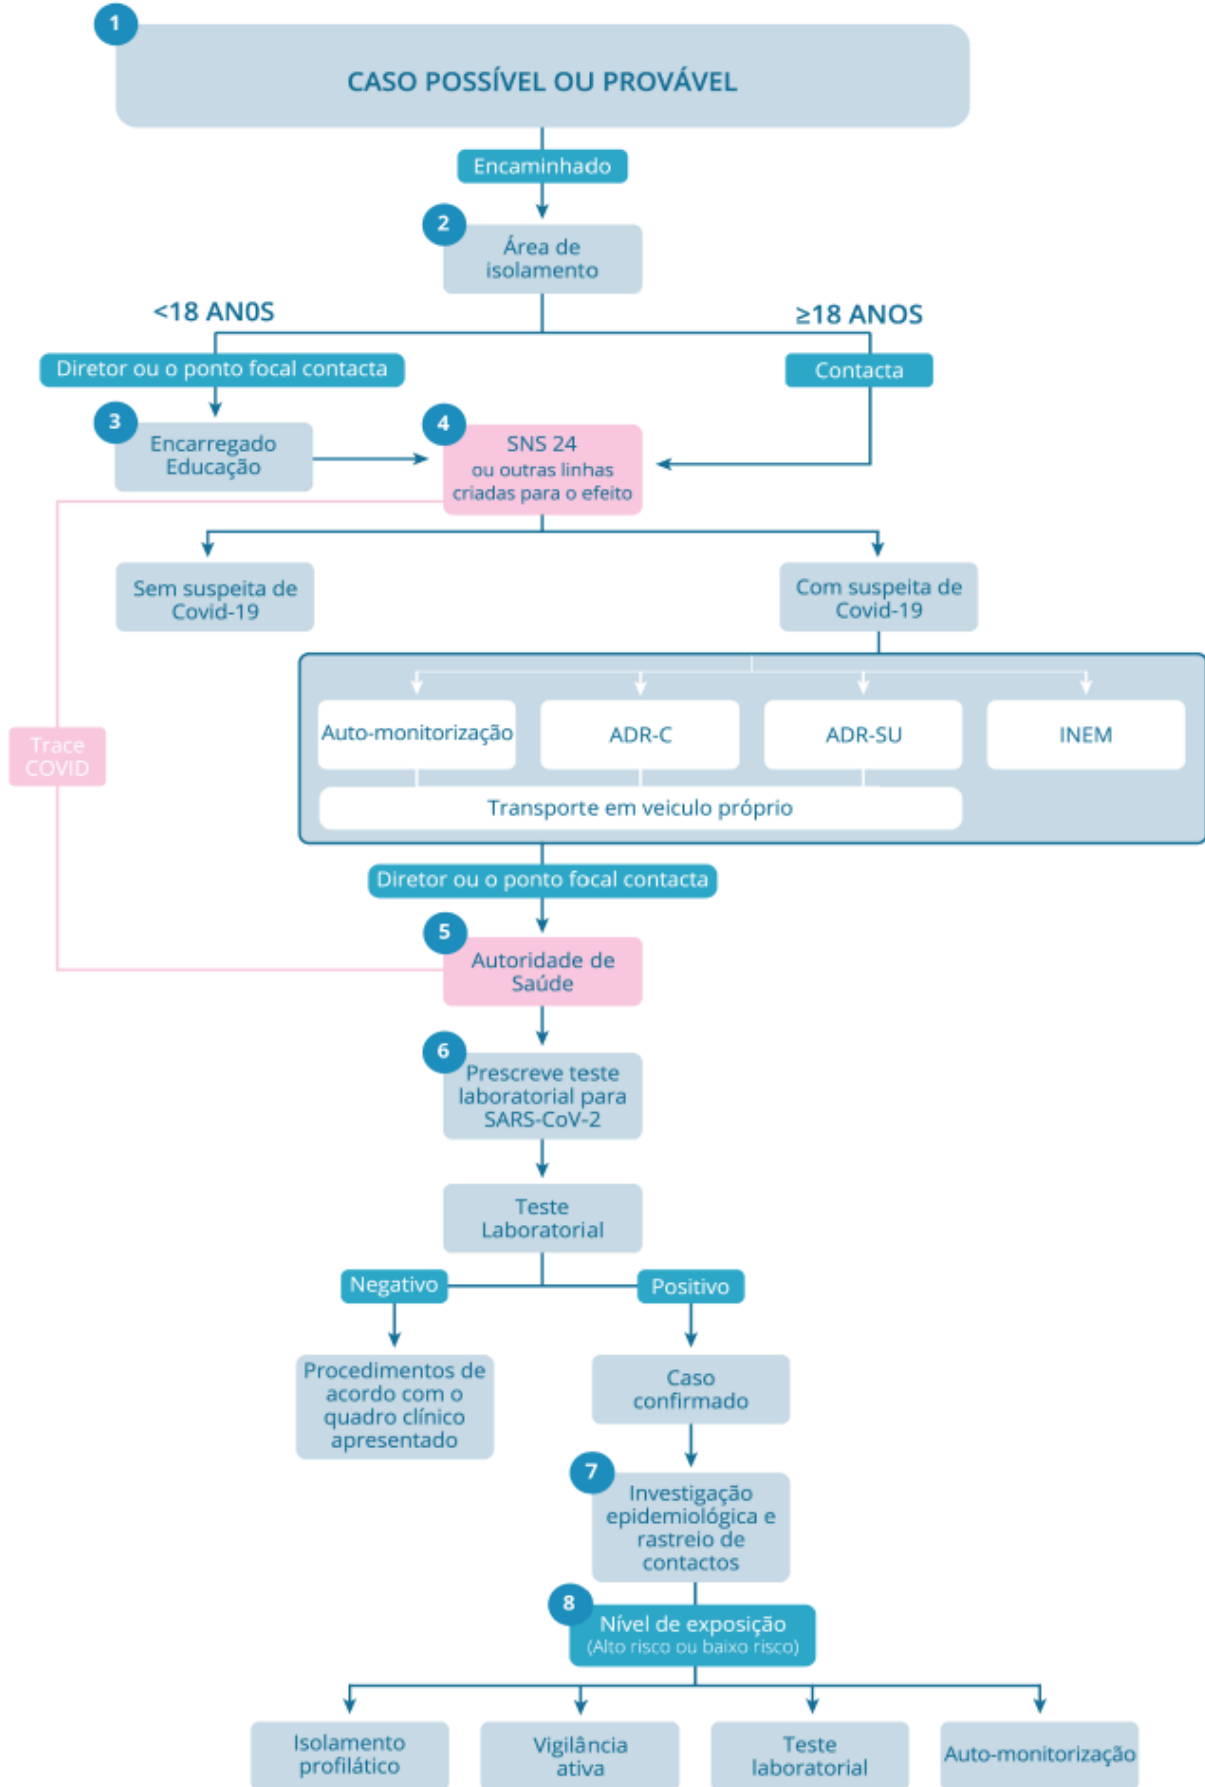 1
CASO POSSÍVEL OU PROVÁVEL
Encaminhado
2
Área de
isolamento
<18 AN0S
≥18 ANOS
Diretor ou o ponto focal contacta
Contacta
3
Encarregado
Educação
4
SNS 24
ou outras linhas
criadas para o efeito
Sem suspeita de
Covid-19
Com suspeita de
Covid-19
Trace
COVID
Auto-monitorização
ADR-C
ADR-SU
INEM
Transporte em veiculo próprio
Diretor ou o ponto focal contacta
5
Autoridade de
Saúde
6
Prescreve teste
laboratorial para
SARS-CoV-2
Teste
Laboratorial
Negativo
Positivo
Procedimentos de
acordo com o
quadro clínico
apresentado
Caso
confirmado
7
Investigação
epidemiológica e
rastreio de
contactos
8
Nível de exposição
(Alto risco ou baixo risco)
Isolamento
profilático
Vigilância
ativa
Teste
laboratorial
Auto-monitorização